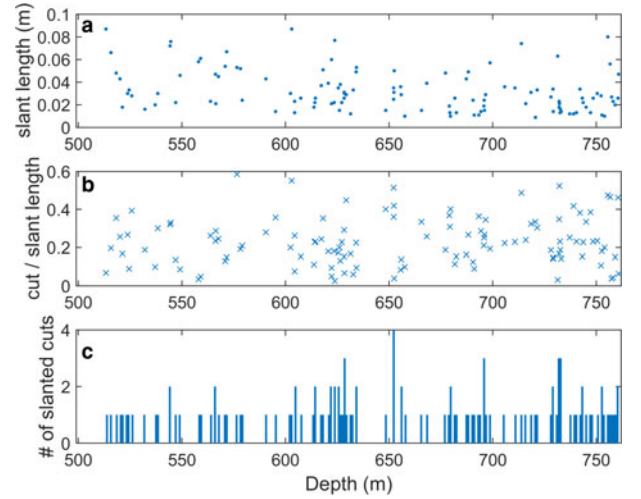 a
slant length (m)
0.1
0.08
0.06
0.04
0.02
0
500 550 600 650 700 750
b
cut / slant length
0.6
0.4
0.2
0
500 550 600 650 700 750
c
# of slanted cuts
4
2
0
500 550 600 650 700 750
Depth (m)